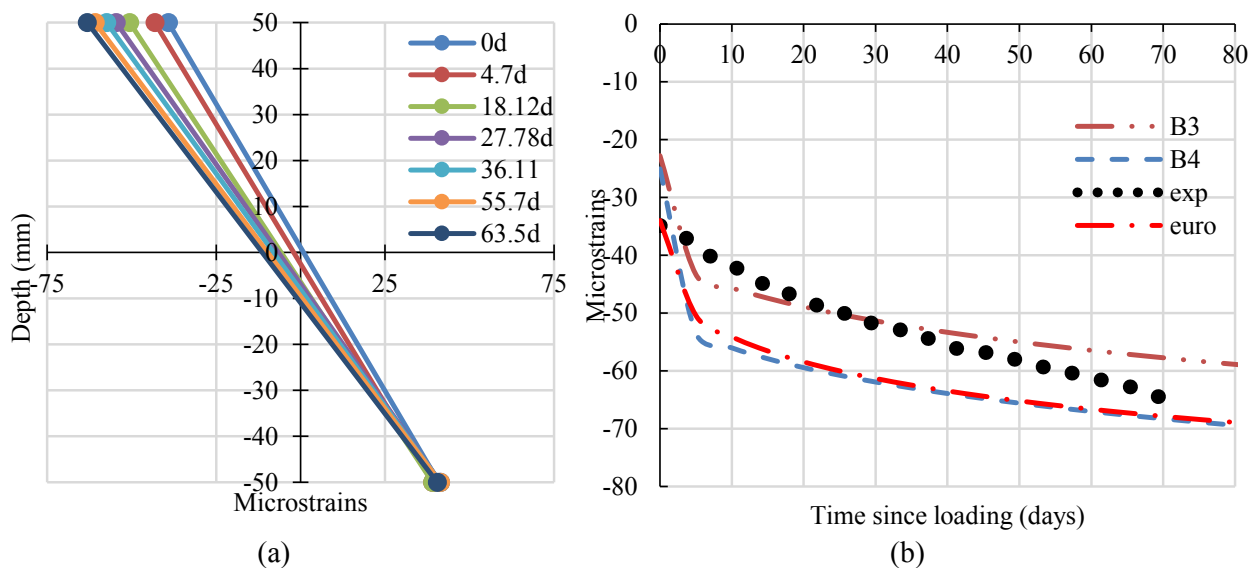 50
40
30
20
10
0
-10
-20
-30
-40
-50
-75
-25
25
75
Depth (mm)
Microstrains
0d
4.7d
18.12d
27.78d
36.11
55.7d
63.5d
(a)
-0
-10
-20
-30
-40
-50
-60
-70
-80
0 10 20 30 40 50 60 70 80
Microstrains
B3
B4
exp
euro
Time since loading (days)
(b)